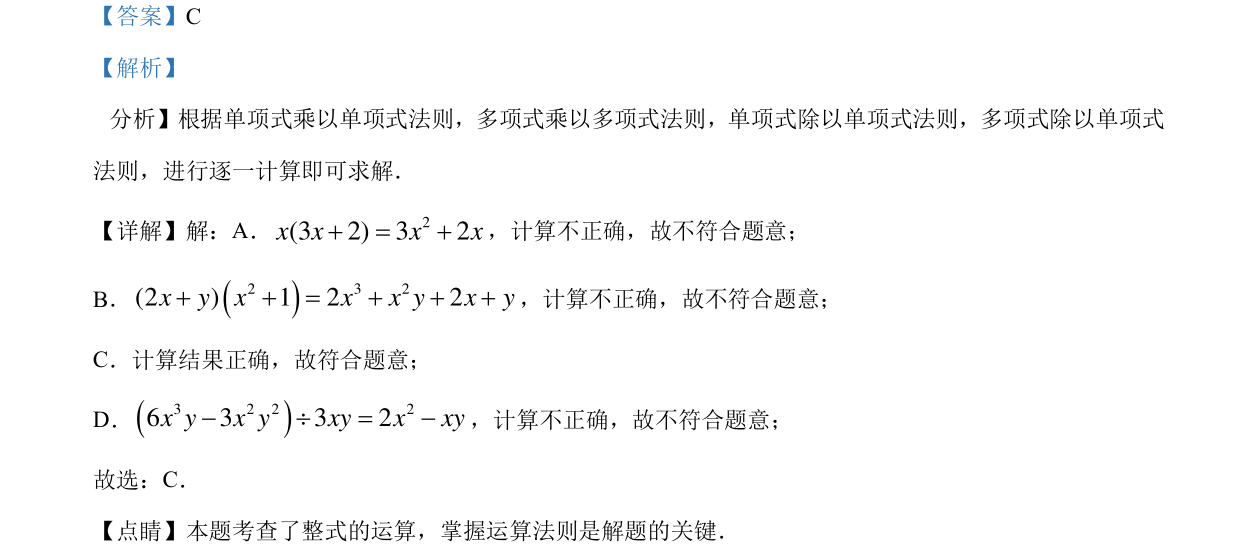 【答案】C
【解析】
分析】根据单项式乘以单项式法则，多项式乘以多项式法则，单项式除以单项式法则，多项式除以单项式
法则，进行逐一计算即可求解．
【详解】解：A． x(3x+2)=3x²+2x，计算不正确，故不符合题意；
B．(2x+y)(x²+1)=2x³+x²y+2x+y，计算不正确，故不符合题意；
C．计算结果正确，故符合题意；
D．(6x³y−3x²y²)÷3xy=2x²−xy，计算不正确，故不符合题意；
故选：C．
【点睛】本题考查了整式的运算，掌握运算法则是解题的关键．